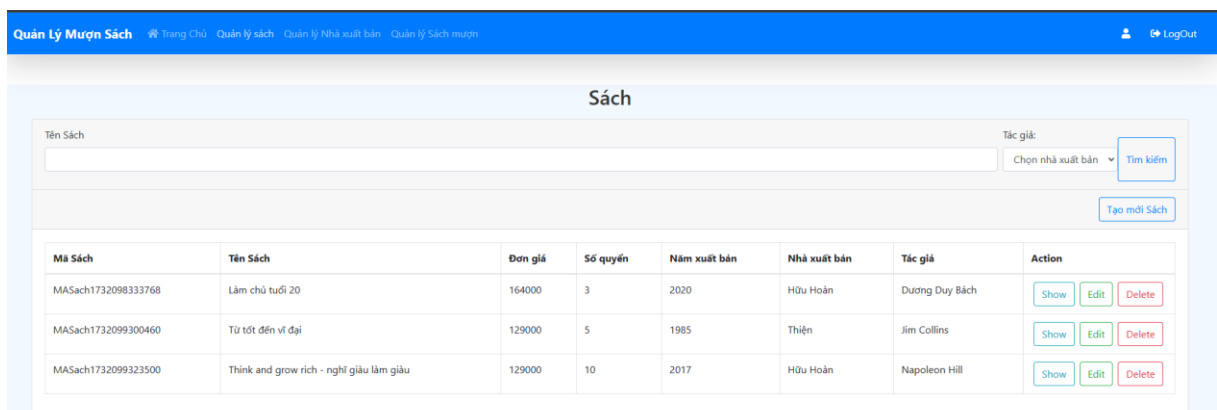 Quản Lý Mượn Sách Trang Chủ Quản lý sách Quản lý Nhà xuất bản Quản lý Sách mượn LogOut
Sách
Tên Sách Tác giả:
Chọn nhà xuất bản Tìm kiếm
Tạo mới Sách
Mã Sách Tên Sách Đơn giá Số quyển Năm xuất bản Nhà xuất bản Tác giả Action
MASach1732098333768 Làm chủ tuổi 20 164000 3 2020 Hữu Hoàn Dương Duy Bách Show Edit Delete
MASach1732099300460 Từ tốt đến vĩ đại 129000 5 1985 Thiện Jim Collins Show Edit Delete
MASach1732099323500 Think and grow rich - nghĩ giàu làm giàu 129000 10 2017 Hữu Hoàn Napoleon Hill Show Edit Delete